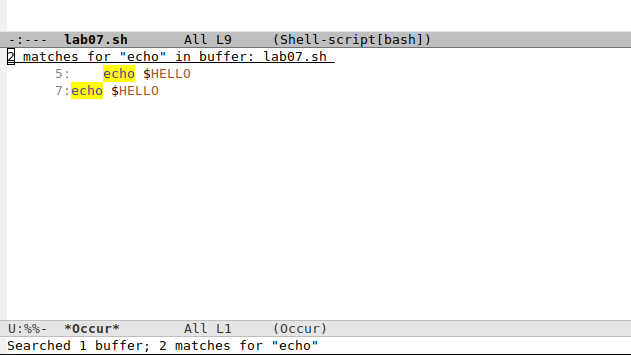 -:---  lab07.sh       All L9     (Shell-script[bash])
2 matches for "echo" in buffer: lab07.sh
      5:    echo $HELLO
      7:echo $HELLO
U:%%-  *Occur*        All L1     (Occur)
Searched 1 buffer; 2 matches for "echo"